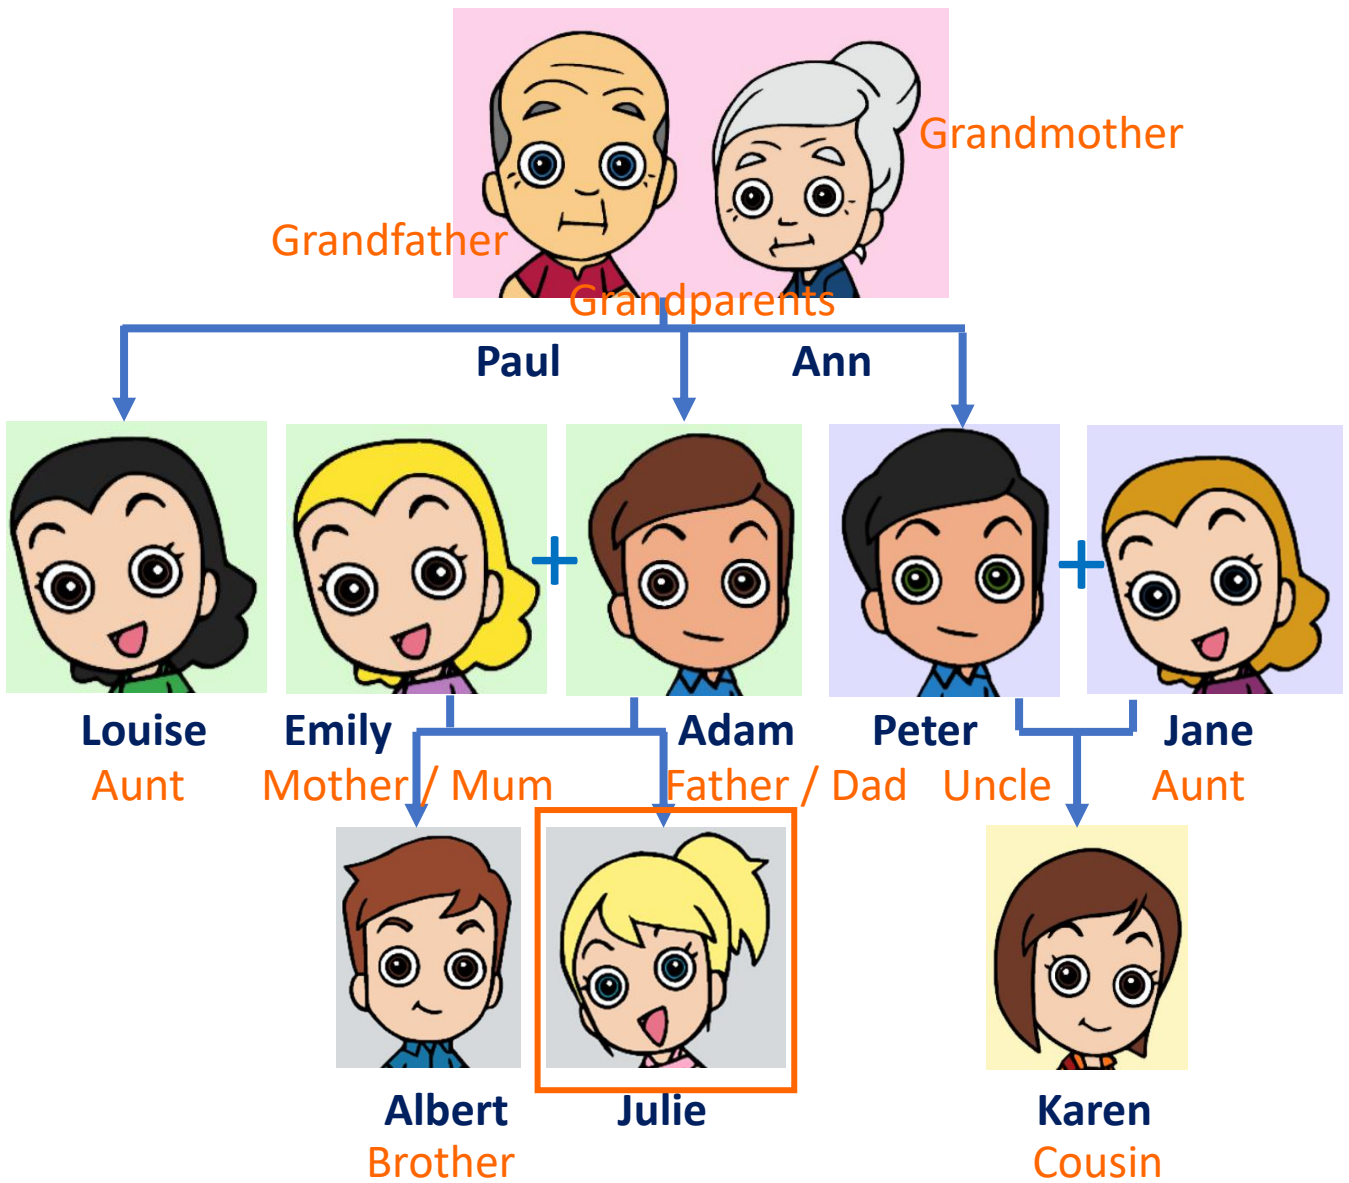 Grandmother
Grandfather
Grandparents
Paul Ann
Louise Emily Adam Peter Jane
Aunt Mother / Mum Father / Dad Uncle Aunt
Albert Julie Karen
Brother Cousin